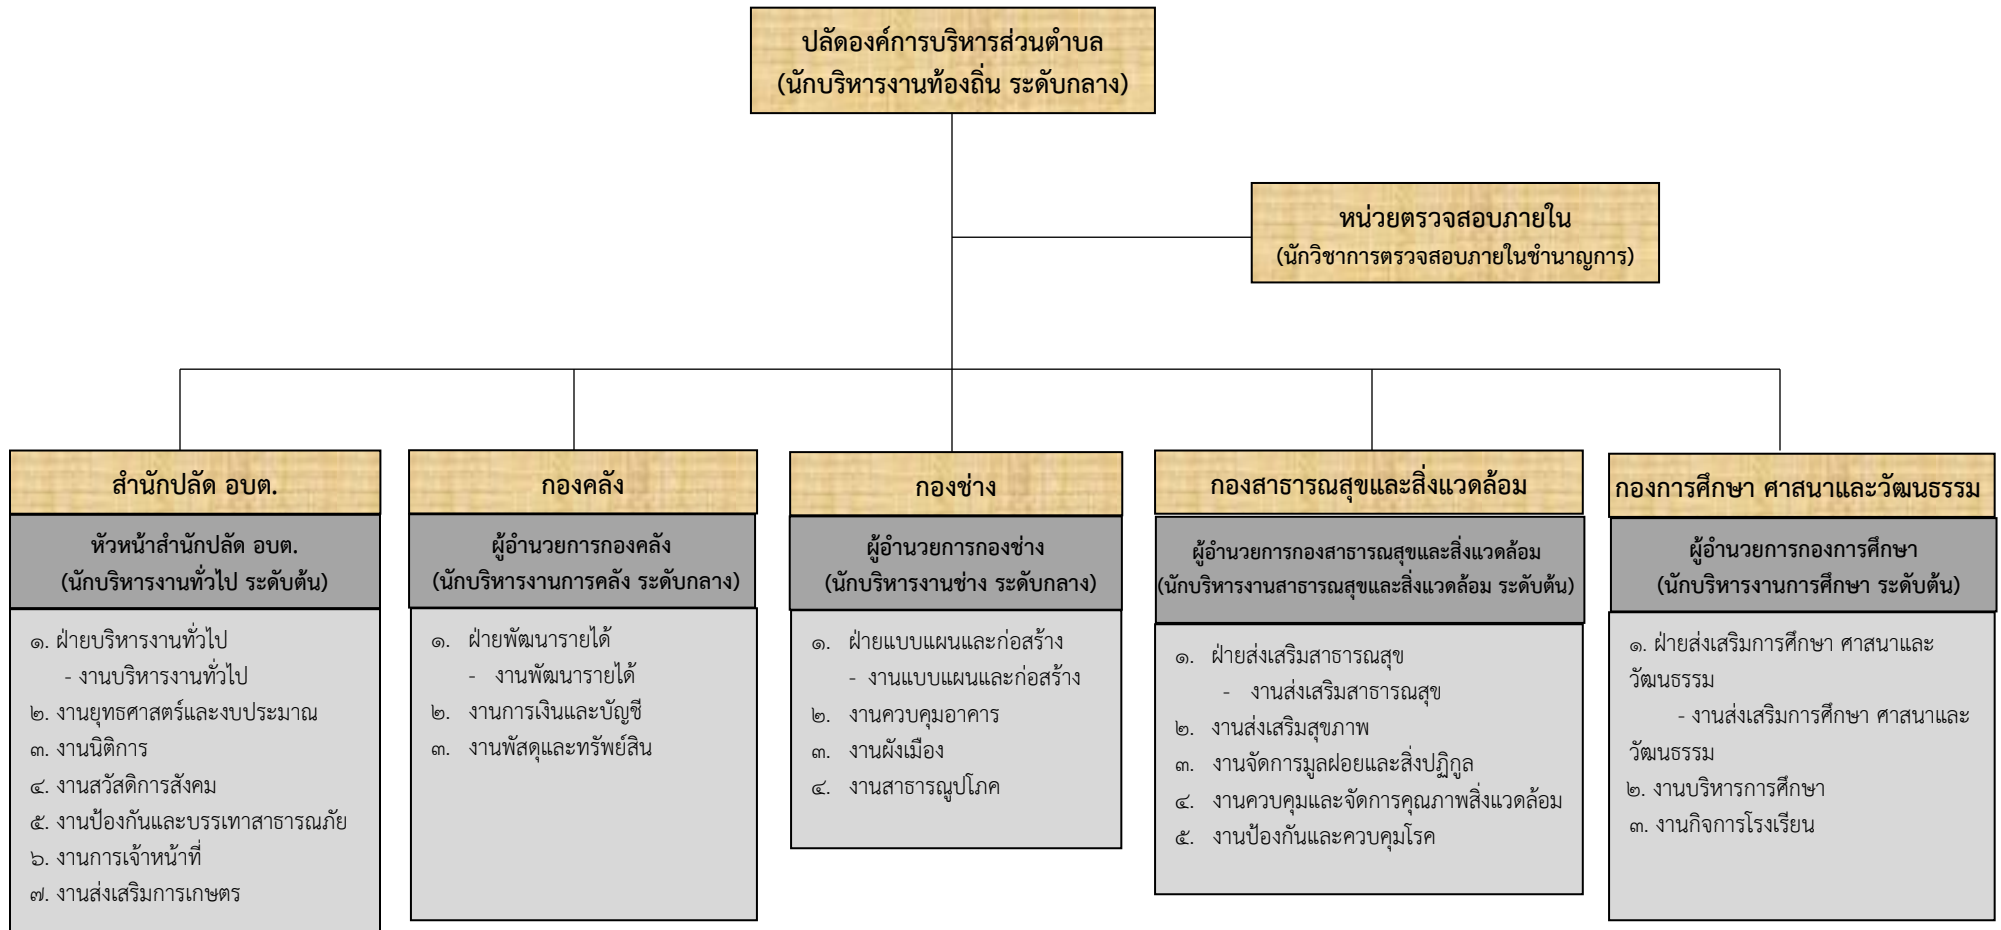 ปลัดองค์การบริหารส่วนตำบล
(นักบริหารงานท้องถิ่น ระดับกลาง)
หน่วยตรวจสอบภายใน
(นักวิชาการตรวจสอบภายในชำนาญการ)
สำนักปลัด อบต.
หัวหน้าสำนักปลัด อบต.
(นักบริหารงานทั่วไป ระดับต้น)
๑. ฝ่ายบริหารงานทั่วไป
- งานบริหารงานทั่วไป
๒. งานยุทธศาสตร์และงบประมาณ
๓. งานนิติการ
๔. งานสวัสดิการสังคม
๕. งานป้องกันและบรรเทาสาธารณภัย
๖. งานการเจ้าหน้าที่
๗. งานส่งเสริมการเกษตร
กองคลัง
ผู้อำนวยการกองคลัง
(นักบริหารงานการคลัง ระดับกลาง)
๑. ฝ่ายพัฒนารายได้
- งานพัฒนารายได้
๒. งานการเงินและบัญชี
๓. งานพัสดุและทรัพย์สิน
กองช่าง
ผู้อำนวยการกองช่าง
(นักบริหารงานช่าง ระดับกลาง)
๑. ฝ่ายแบบแผนและก่อสร้าง
- งานแบบแผนและก่อสร้าง
๒. งานควบคุมอาคาร
๓. งานผังเมือง
๔. งานสาธารณูปโภค
กองสาธารณสุขและสิ่งแวดล้อม
ผู้อำนวยการกองสาธารณสุขและสิ่งแวดล้อม
(นักบริหารงานสาธารณสุขและสิ่งแวดล้อม ระดับต้น)
๑. ฝ่ายส่งเสริมสาธารณสุข
- งานส่งเสริมสาธารณสุข
๒. งานส่งเสริมสุขภาพ
๓. งานจัดการมูลฝอยและสิ่งปฏิกูล
๔. งานควบคุมและจัดการคุณภาพสิ่งแวดล้อม
๕. งานป้องกันและควบคุมโรค
กองการศึกษา ศาสนาและวัฒนธรรม
ผู้อำนวยการกองการศึกษา
(นักบริหารงานการศึกษา ระดับต้น)
๑. ฝ่ายส่งเสริมการศึกษา ศาสนาและ
วัฒนธรรม
- งานส่งเสริมการศึกษา ศาสนาและ
วัฒนธรรม
๒. งานบริหารการศึกษา
๓. งานกิจการโรงเรียน